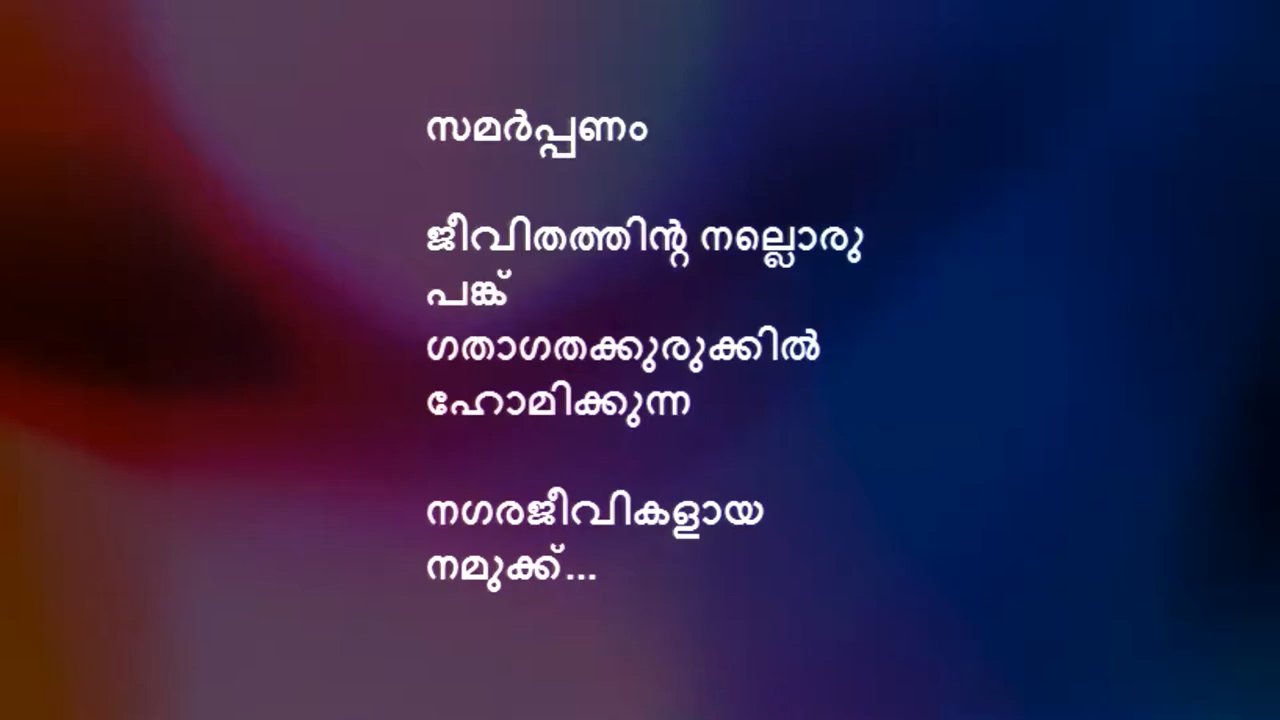 സമർപ്പണം
ജീവിതത്തിന്റ നല്ലൊരു
പങ്ക്
ഗതാഗതക്കുരുക്കിൽ
ഹോമിക്കുന്ന
നഗരജീവികളായ
നമുക്ക്...